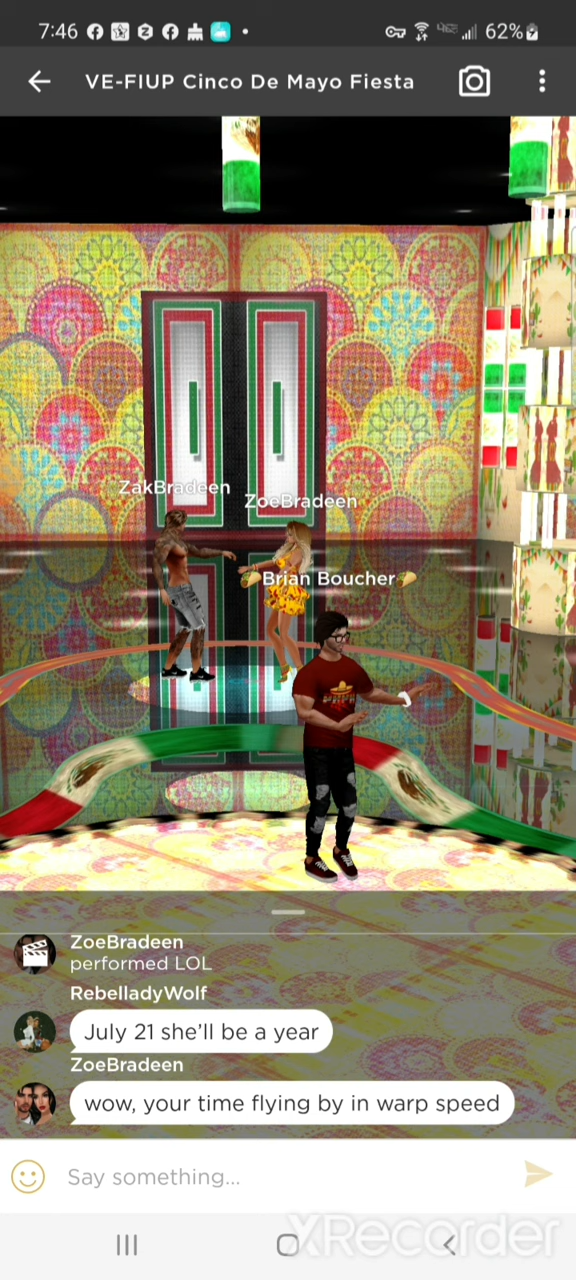 7:46
62%
VE-FIUP Cinco De Mayo Fiesta
ZakBradeen
ZoeBradeen
Brian Boucher
ZoeBradeen
performed LOL
RebelladyWolf
July 21 she'll be a year
ZoeBradeen
wow, your time flying by in warp speed
Say something...
XRecorder